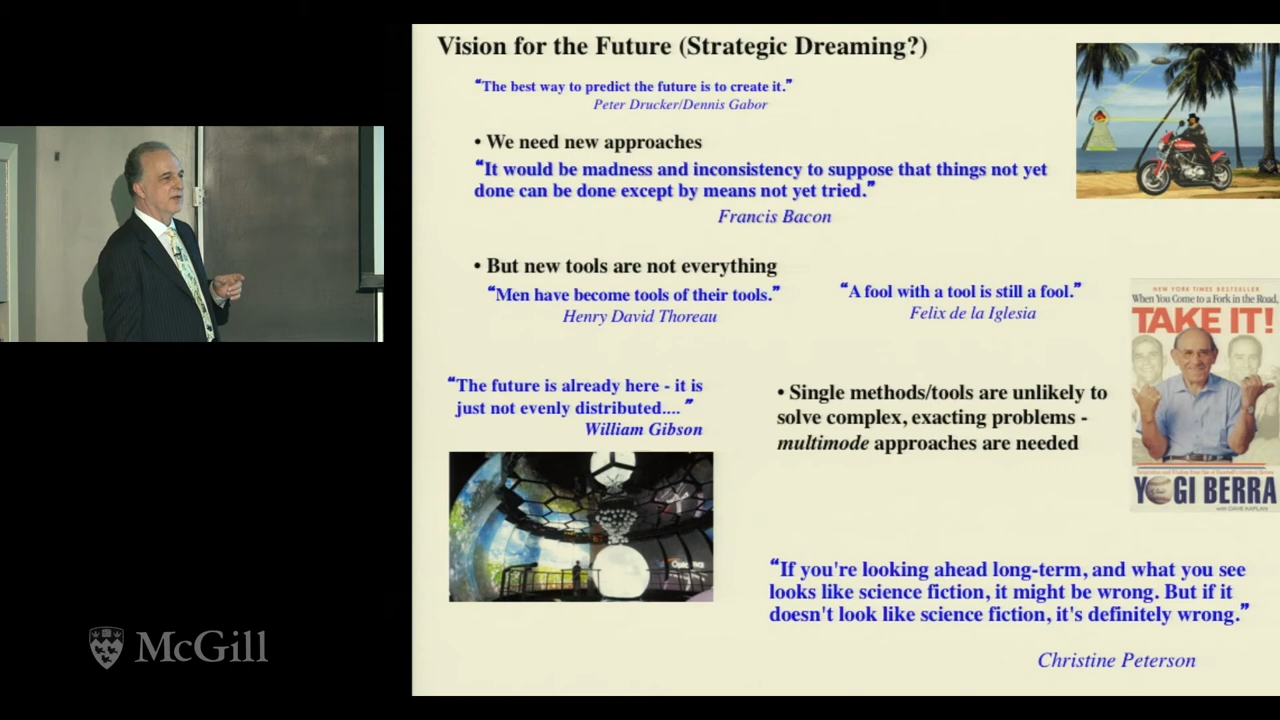 Vision for the Future (Strategic Dreaming?)
“The best way to predict the future is to create it.”
Peter Drucker/Dennis Gabor
• We need new approaches
“It would be madness and inconsistency to suppose that things not yet
done can be done except by means not yet tried.”
Francis Bacon
• But new tools are not everything
“Men have become tools of their tools.”
Henry David Thoreau
“A fool with a tool is still a fool.”
Felix de la Iglesia
NEW YORK TIMES BESTSELLER
When You Come to a Fork in the Road,
TAKE IT!
YOGI BERRA
WITH DAVE KAPLAN
“The future is already here - it is
just not evenly distributed.... ”
William Gibson
• Single methods/tools are unlikely to
solve complex, exacting problems -
multimode approaches are needed
“If you're looking ahead long-term, and what you see
looks like science fiction, it might be wrong. But if it
doesn't look like science fiction, it's definitely wrong.”
Christine Peterson
McGill